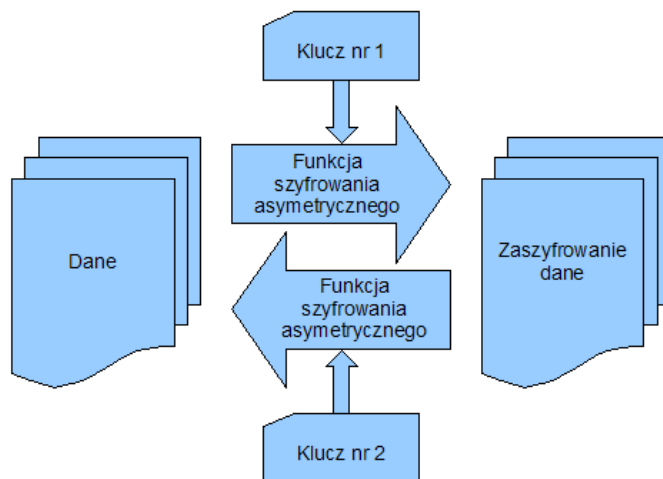 Klucz nr 1
Funkcja
szyfrowania
asymetrycznego
Dane
Zaszyfrowanie
dane
Funkcja
szyfrowania
asymetrycznego
Klucz nr 2